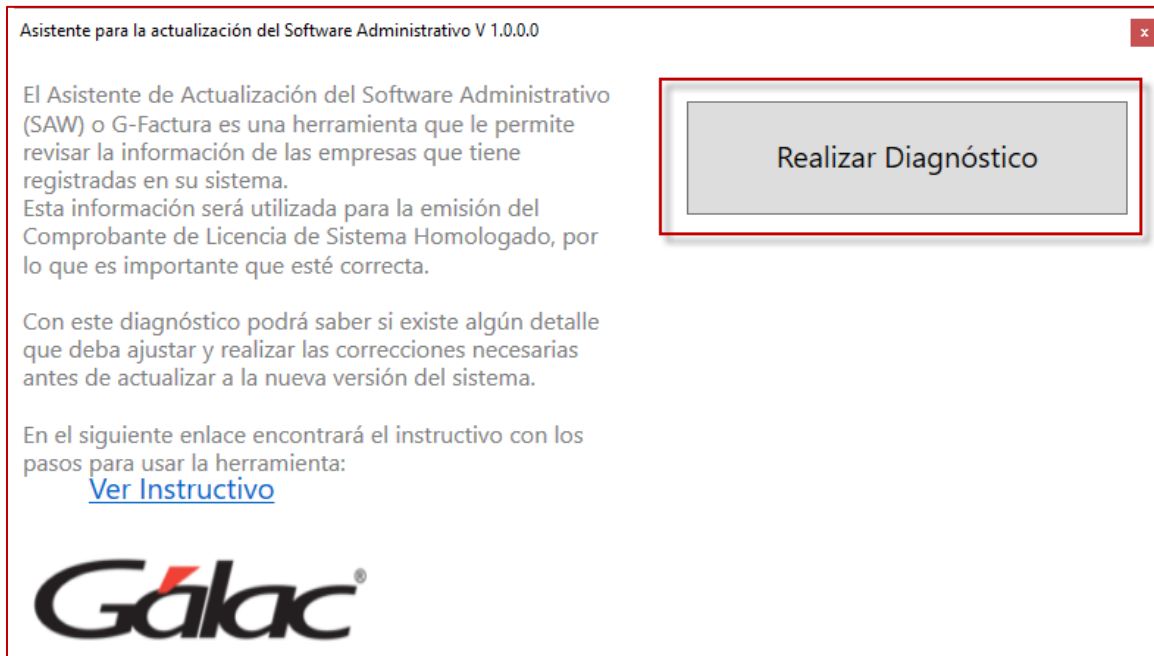 Asistente para la actualización del Software Administrativo V 1.0.0.0
x
El Asistente de Actualización del Software Administrativo
(SAW) o G-Factura es una herramienta que le permite
revisar la información de las empresas que tiene
registradas en su sistema.
Esta información será utilizada para la emisión del
Comprobante de Licencia de Sistema Homologado, por
lo que es importante que esté correcta.
Con este diagnóstico podrá saber si existe algún detalle
que deba ajustar y realizar las correcciones necesarias
antes de actualizar a la nueva versión del sistema.
En el siguiente enlace encontrará el instructivo con los
pasos para usar la herramienta:
Ver Instructivo
Realizar Diagnóstico
Gálac®